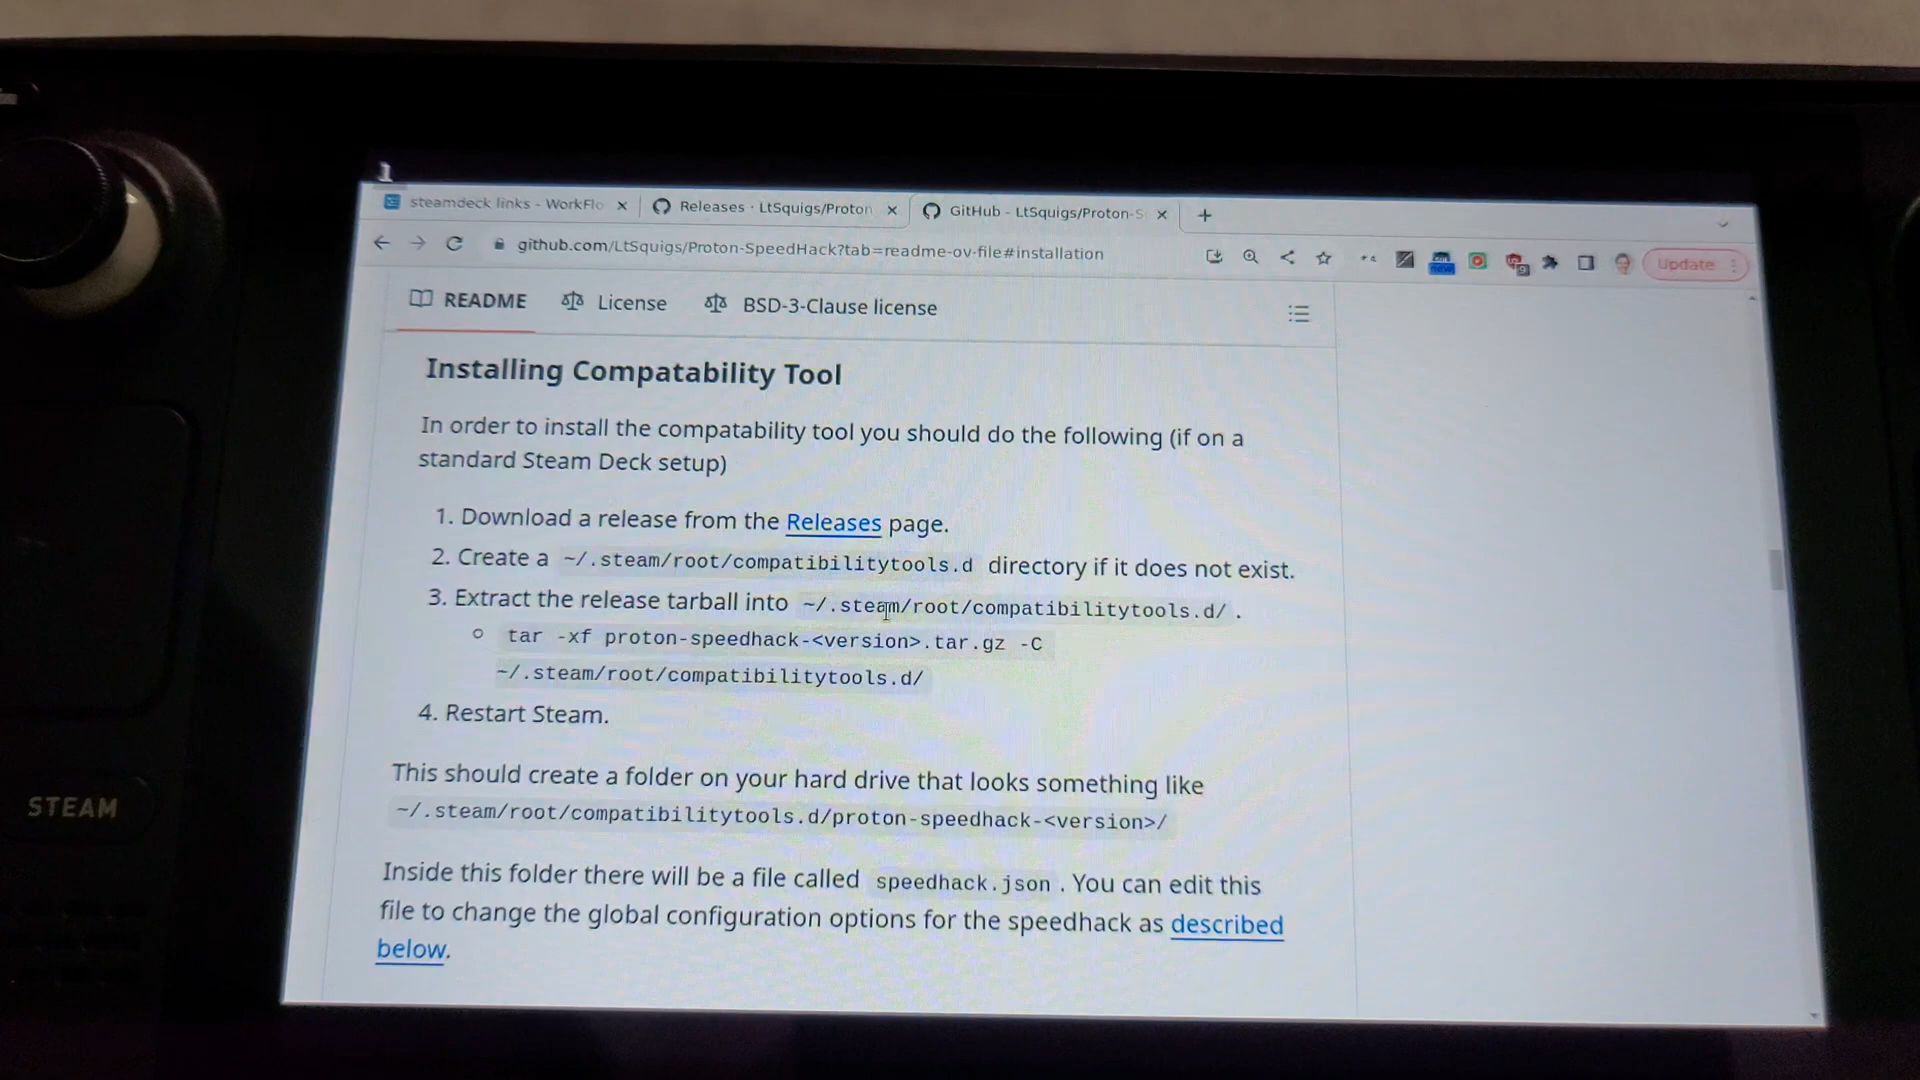 steamdeck links - WorkFlo
Releases · LtSquigs/Proton
GitHub - LtSquigs/Proton-S
github.com/LtSquigs/Proton-SpeedHack?tab=readme-ov-file#installation
Update
README
License
BSD-3-Clause license
Installing Compatability Tool
In order to install the compatability tool you should do the following (if on a
standard Steam Deck setup)
1. Download a release from the Releases page.
2. Create a ~/.steam/root/compatibilitytools.d directory if it does not exist.
3. Extract the release tarball into ~/.steam/root/compatibilitytools.d/ .
tar -xf proton-speedhack-<version>.tar.gz -C
~/.steam/root/compatibilitytools.d/
4. Restart Steam.
This should create a folder on your hard drive that looks something like
~/.steam/root/compatibilitytools.d/proton-speedhack-<version>/
Inside this folder there will be a file called speedhack.json . You can edit this
file to change the global configuration options for the speedhack as described
below.
STEAM